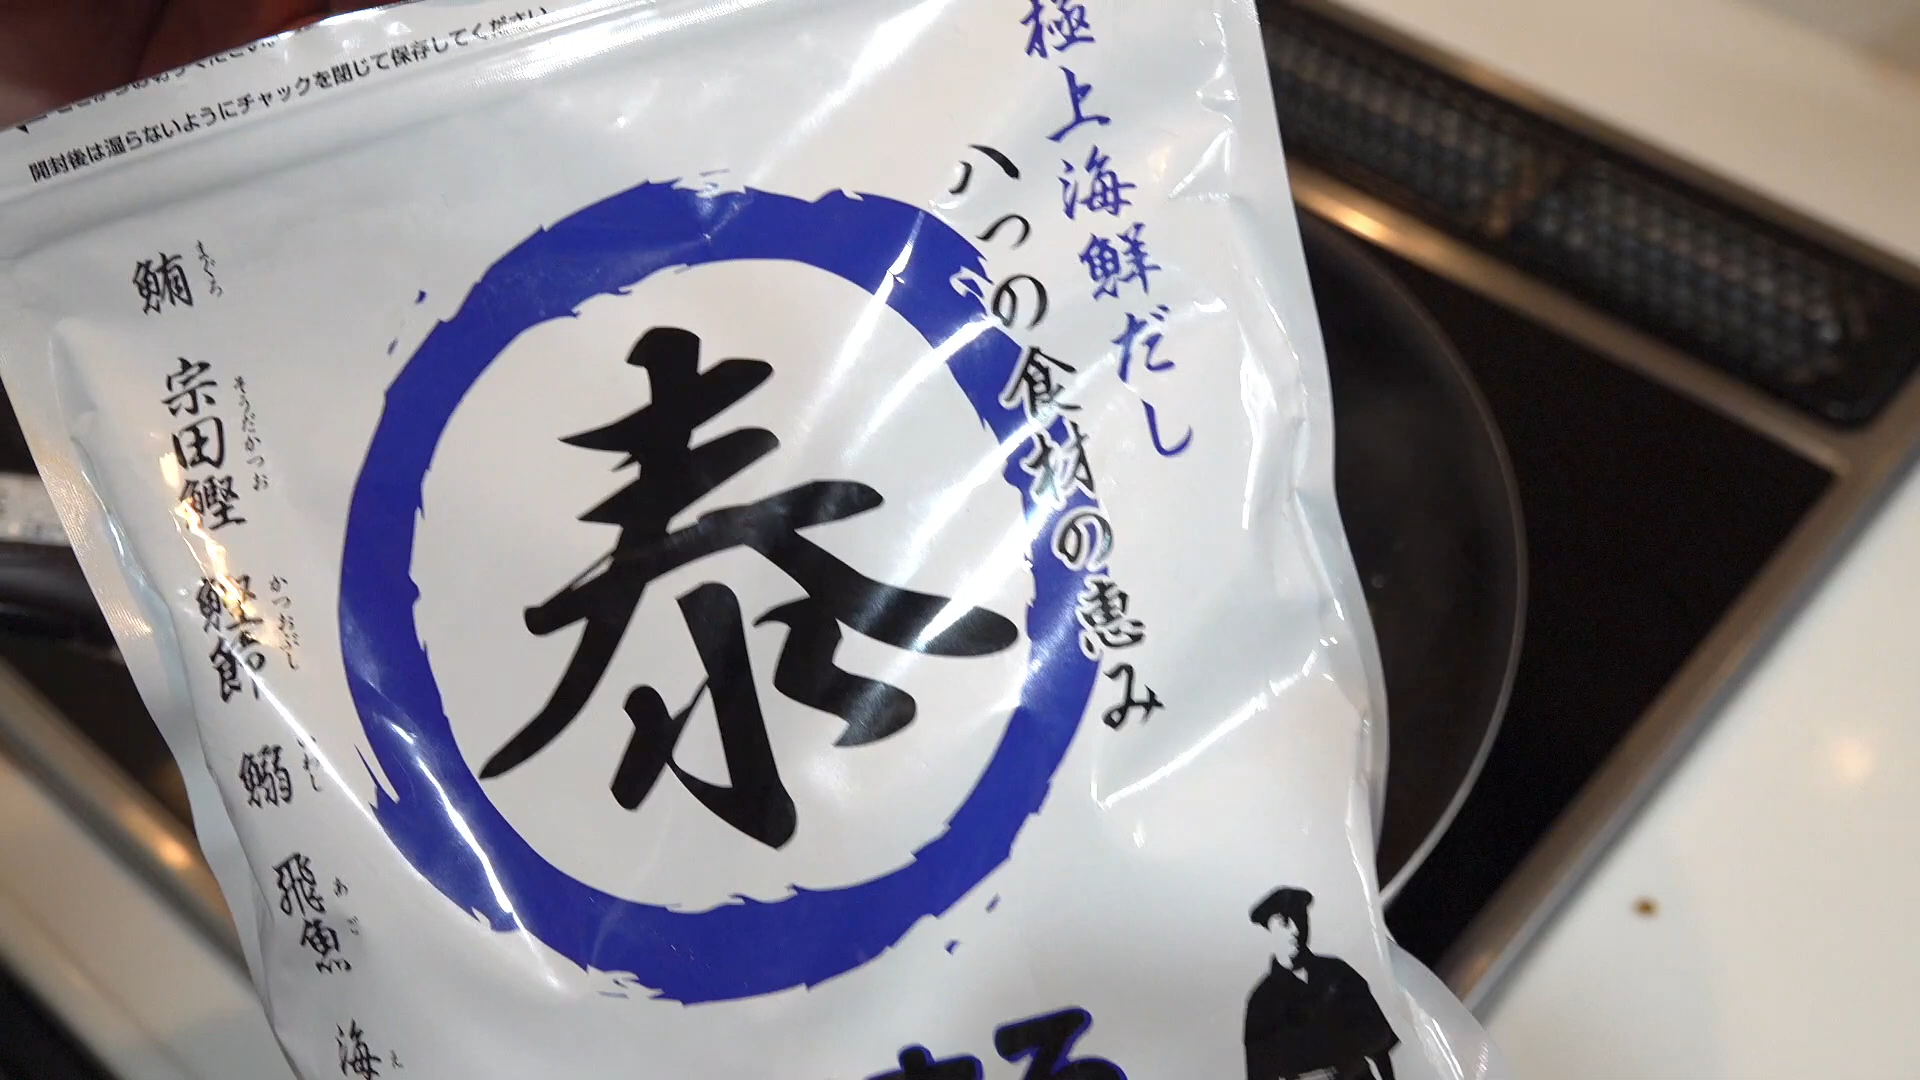 開封後は湿らないようにチャックを閉じて保存してください
極上海鮮だし
八つの食材の恵み
泰
鮪
まぐろ
宗田鰹
そうだかつお
鰹節
かつおぶし
鰯
いわし
飛魚
あご
海
え